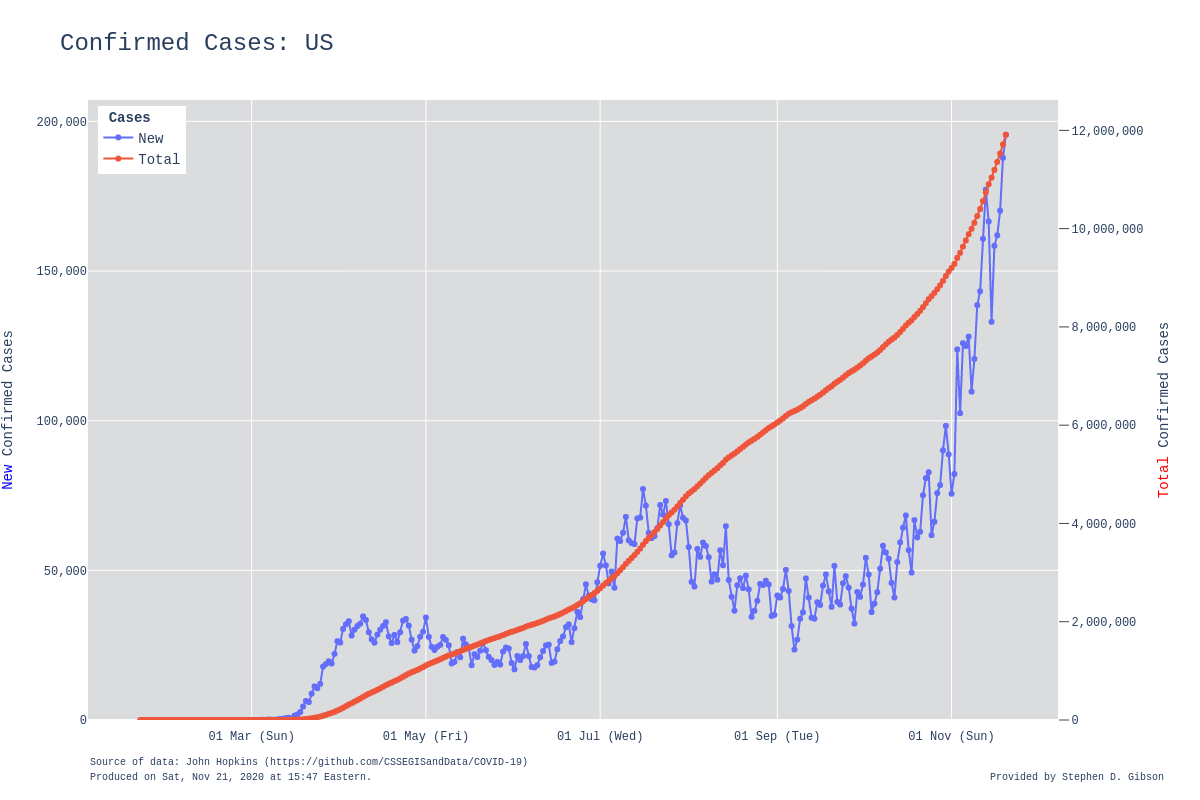 Confirmed Cases: US
Cases
New
Total
200,000
150,000
100,000
50,000
0
12,000,000
10,000,000
8,000,000
6,000,000
4,000,000
2,000,000
0
New Confirmed Cases
Total Confirmed Cases
01 Mar (Sun)
01 May (Fri)
01 Jul (Wed)
01 Sep (Tue)
01 Nov (Sun)
Source of data: John Hopkins (https://github.com/CSSEGISandData/COVID-19)
Produced on Sat, Nov 21, 2020 at 15:47 Eastern.
Provided by Stephen D. Gibson